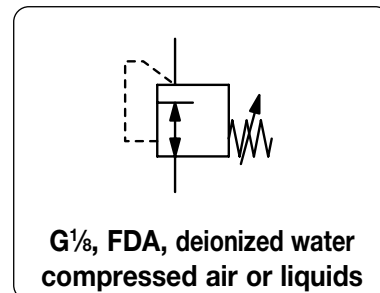 G⅛, FDA, deionized water
compressed air or liquids